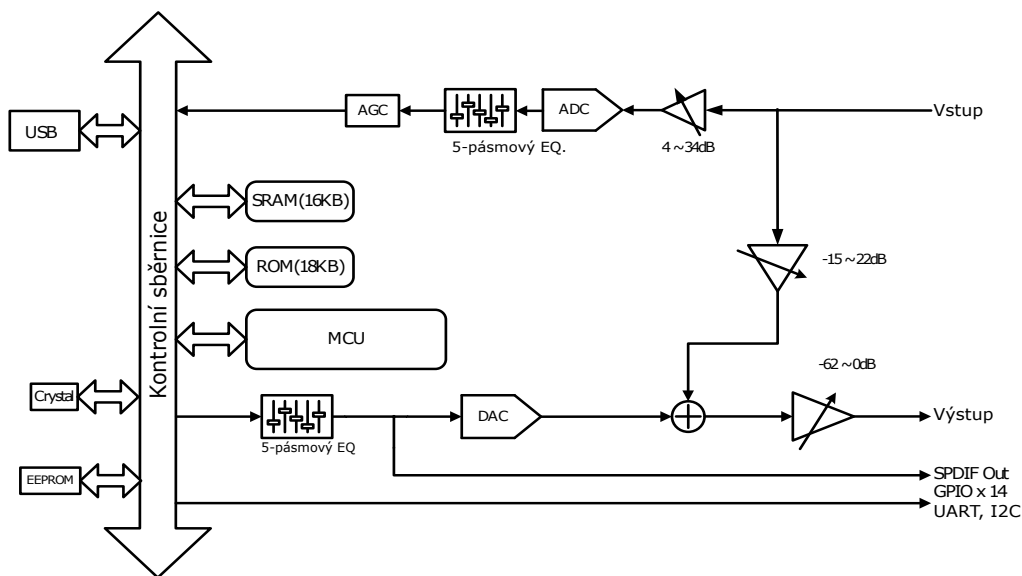 Kontrolní sběrnice
USB
AGC
5-pásmový EQ.
ADC
4 ~34dB
Vstup
SRAM(16KB)
ROM(18KB)
-15 ~22dB
MCU
-62 ~0dB
Crystal
5-pásmový EQ
DAC
Výstup
EEPROM
SPDIF Out
GPIO x 14
UART, I2C